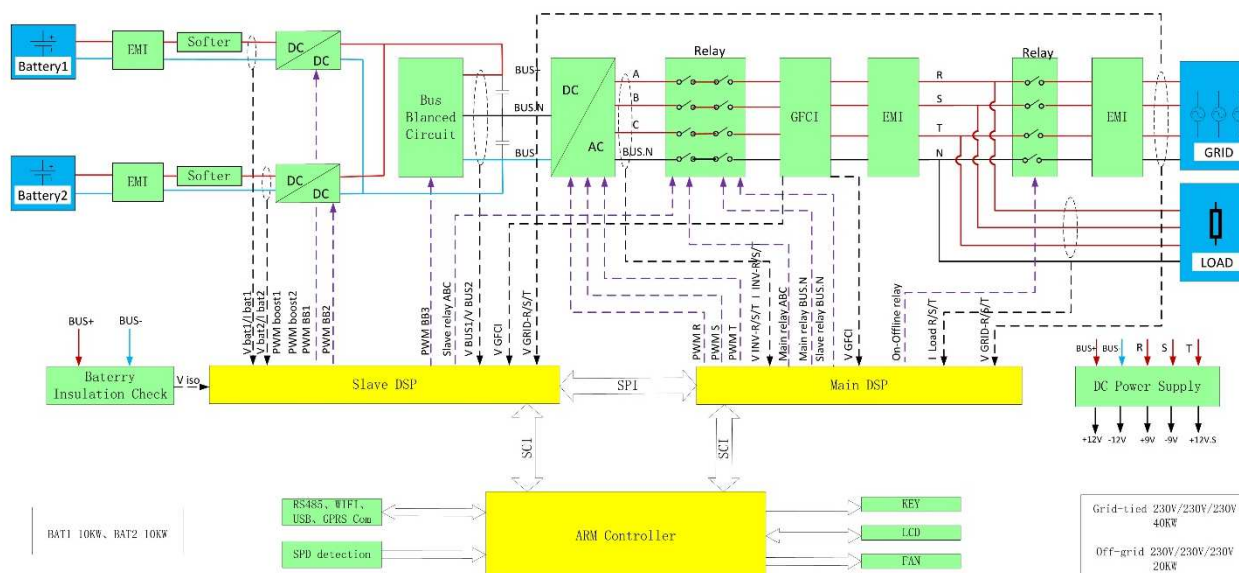 Battery1
EMI
Softer
DC
DC
Battery2
EMI
Softer
DC
DC
Bus
Blanced
Circuit
BUS+
BUS.N
BUS-
DC
AC
A
B
C
BUS.N
Relay
GFCI
EMI
R
S
T
N
Relay
EMI
GRID
LOAD
V bat1/I bat1
V bat2/I bat2
PWM boost1
PWM boost2
PWM BB1
PWM BB2
PWM BB3
Slave relay ABC
V BUS1/V BUS2
V GFCI
V GRID-R/S/T
PWM R
PWM S
PWM T
V INV-R/S/T
I INV-R/S/T
Main relay ABC
Main relay BUS.N
Slave relay BUS.N
V GFCI
On-Offline relay
I Load R/S/T
V GRID-R/S/T
BUS+
BUS-
Baterry
Insulation Check
V iso
Slave DSP
SPI
Main DSP
BUS+
BUS
R
S
T
DC Power Supply
+12V
-12V
+9V
-9V
+12V.S
SCI
SCI
BAT1 10KW、BAT2 10KW
RS485、WIFI、
USB、GPRS Com
SPD detection
ARM Controller
KEY
LCD
FAN
Grid-tied 230V/230V/230V
40KW
Off-grid 230V/230V/230V
20KW